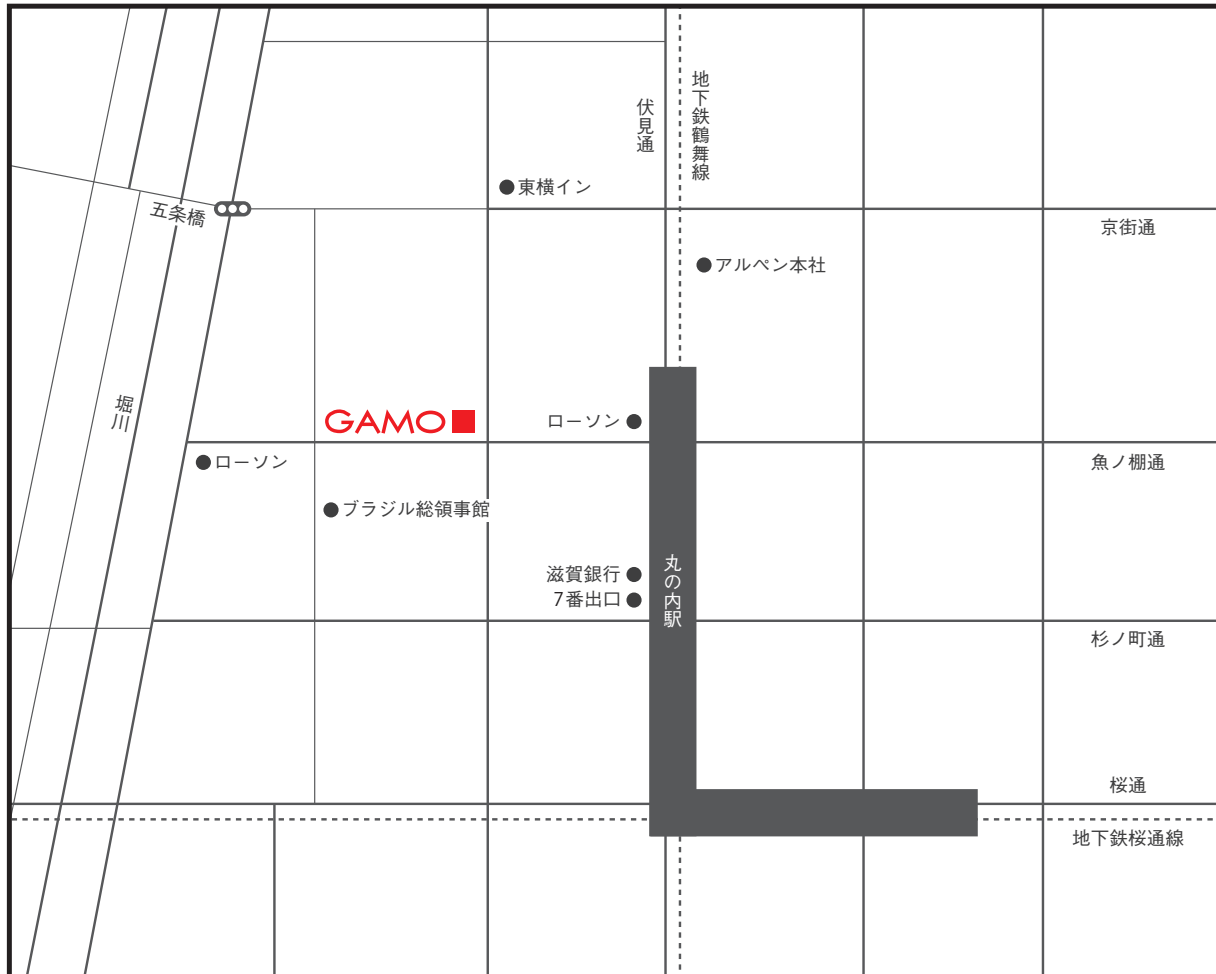 地下鉄鶴舞線
伏見通
東横イン
五条橋
京街通
アルペン本社
堀川
GAMO
ローソン
ローソン
魚ノ棚通
ブラジル総領事館
丸の内駅
滋賀銀行
7番出口
杉ノ町通
桜通
地下鉄桜通線